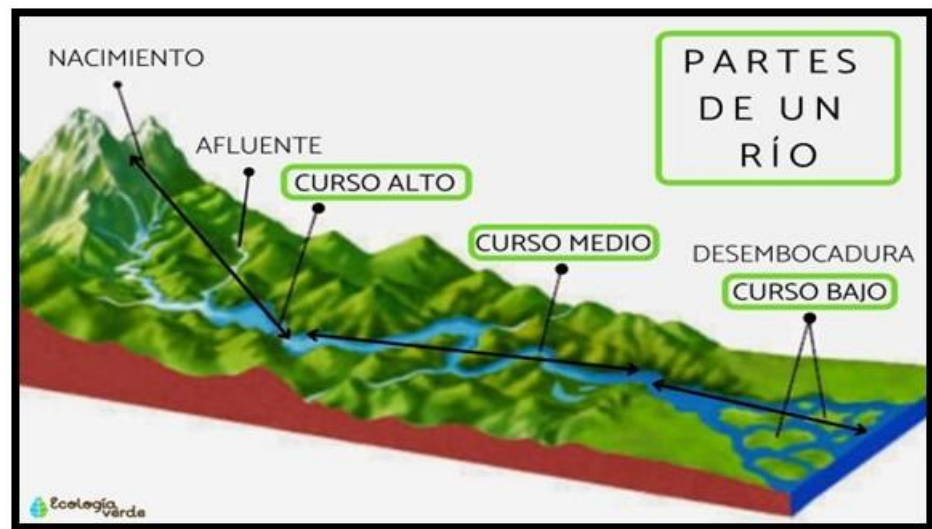 PARTES
DE UN
RÍO
NACIMIENTO
AFLUENTE
CURSO ALTO
CURSO MEDIO
DESEMBOCADURA
CURSO BAJO
Ecología
verde